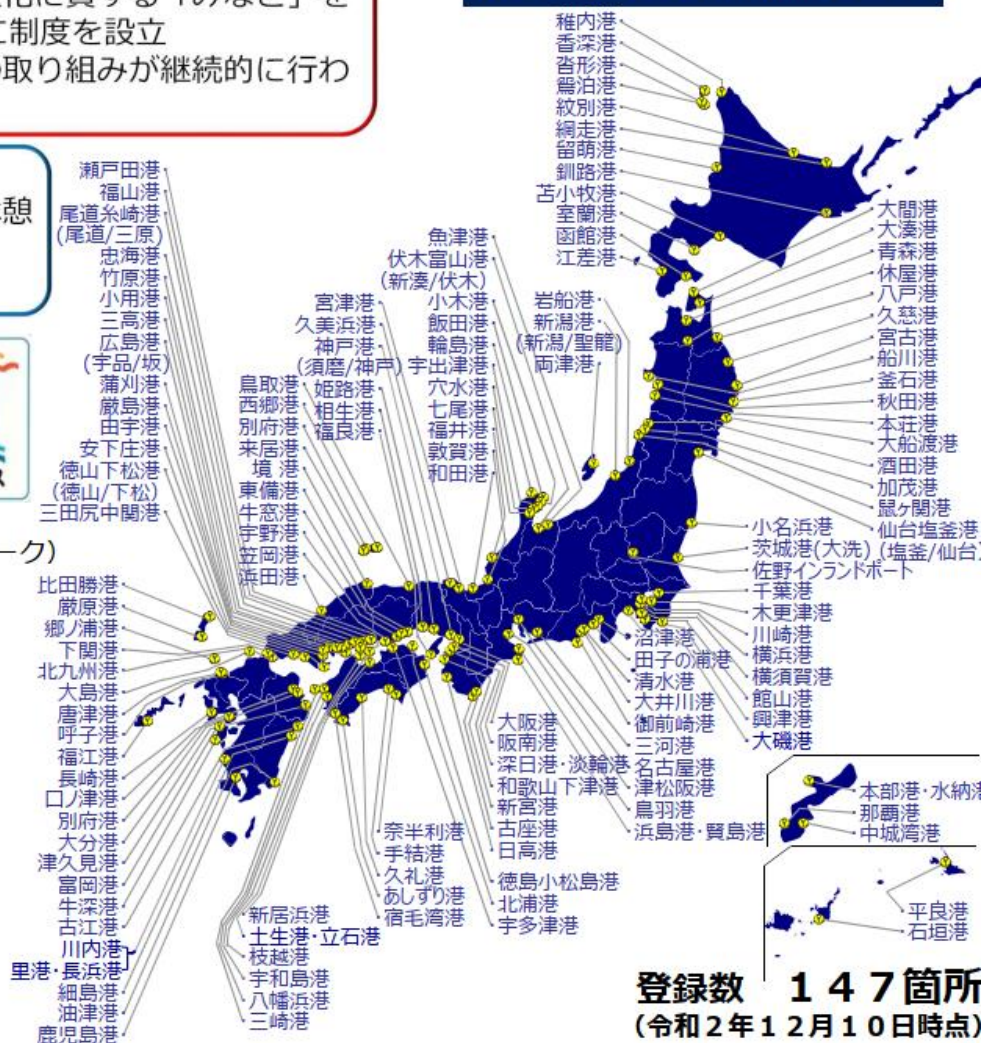 化に資する「みなと」を
に制度を設立
の取り組みが継続的に行わ
憩
ーク)
稚内港
香深港
沓形港
鴛泊港
紋別港
網走港
留萌港
釧路港
苫小牧港
室蘭港
函館港
江差港
大間港
大湊港
青森港
休屋港
八戸港
久慈港
宮古港
船川港
釜石港
秋田港
本荘港
大船渡港
酒田港
加茂港
鼠ヶ関港
仙台塩釜港
(塩釜/仙台)
瀬戸田港
福山港
尾道糸崎港
(尾道/三原)
忠海港
竹原港
小用港
三高港
広島港
(宇品/坂)
蒲刈港
厳島港
由宇港
安下庄港
徳山下松港
(徳山/下松)
三田尻中関港
鳥取港
西郷港
別府港
来居港
境 港
東備港
牛窓港
宇野港
笠岡港
浜田港
宮津港
久美浜港
神戸港
(須磨/神戸)
姫路港
相生港
福良港
魚津港
伏木富山港
(新湊/伏木)
小木港
飯田港
輪島港
宇出津港
穴水港
七尾港
福井港
敦賀港
和田港
岩船港
新潟港
(新潟/聖籠)
両津港
小名浜港
茨城港(大洗)
佐野インランドポート
千葉港
木更津港
川崎港
横浜港
横須賀港
館山港
興津港
大磯港
沼津港
田子の浦港
清水港
大井川港
御前崎港
三河港
名古屋港
津松阪港
鳥羽港
浜島港・賢島港
大阪港
阪南港
深日港・淡輪港
和歌山下津港
新宮港
古座港
日高港
徳島小松島港
北浦港
宇多津港
奈半利港
手結港
久礼港
あしずり港
宿毛湾港
新居浜港
土生港・立石港
枝越港
宇和島港
八幡浜港
三崎港
比田勝港
厳原港
郷ノ浦港
下関港
北九州港
大島港
唐津港
呼子港
福江港
長崎港
口ノ津港
別府港
大分港
津久見港
富岡港
牛深港
古江港
川内港
里港・長浜港
細島港
油津港
鹿児島港
本部港・水納港
那覇港
中城湾港
平良港
石垣港
登録数 147箇所
(令和2年12月10日時点)